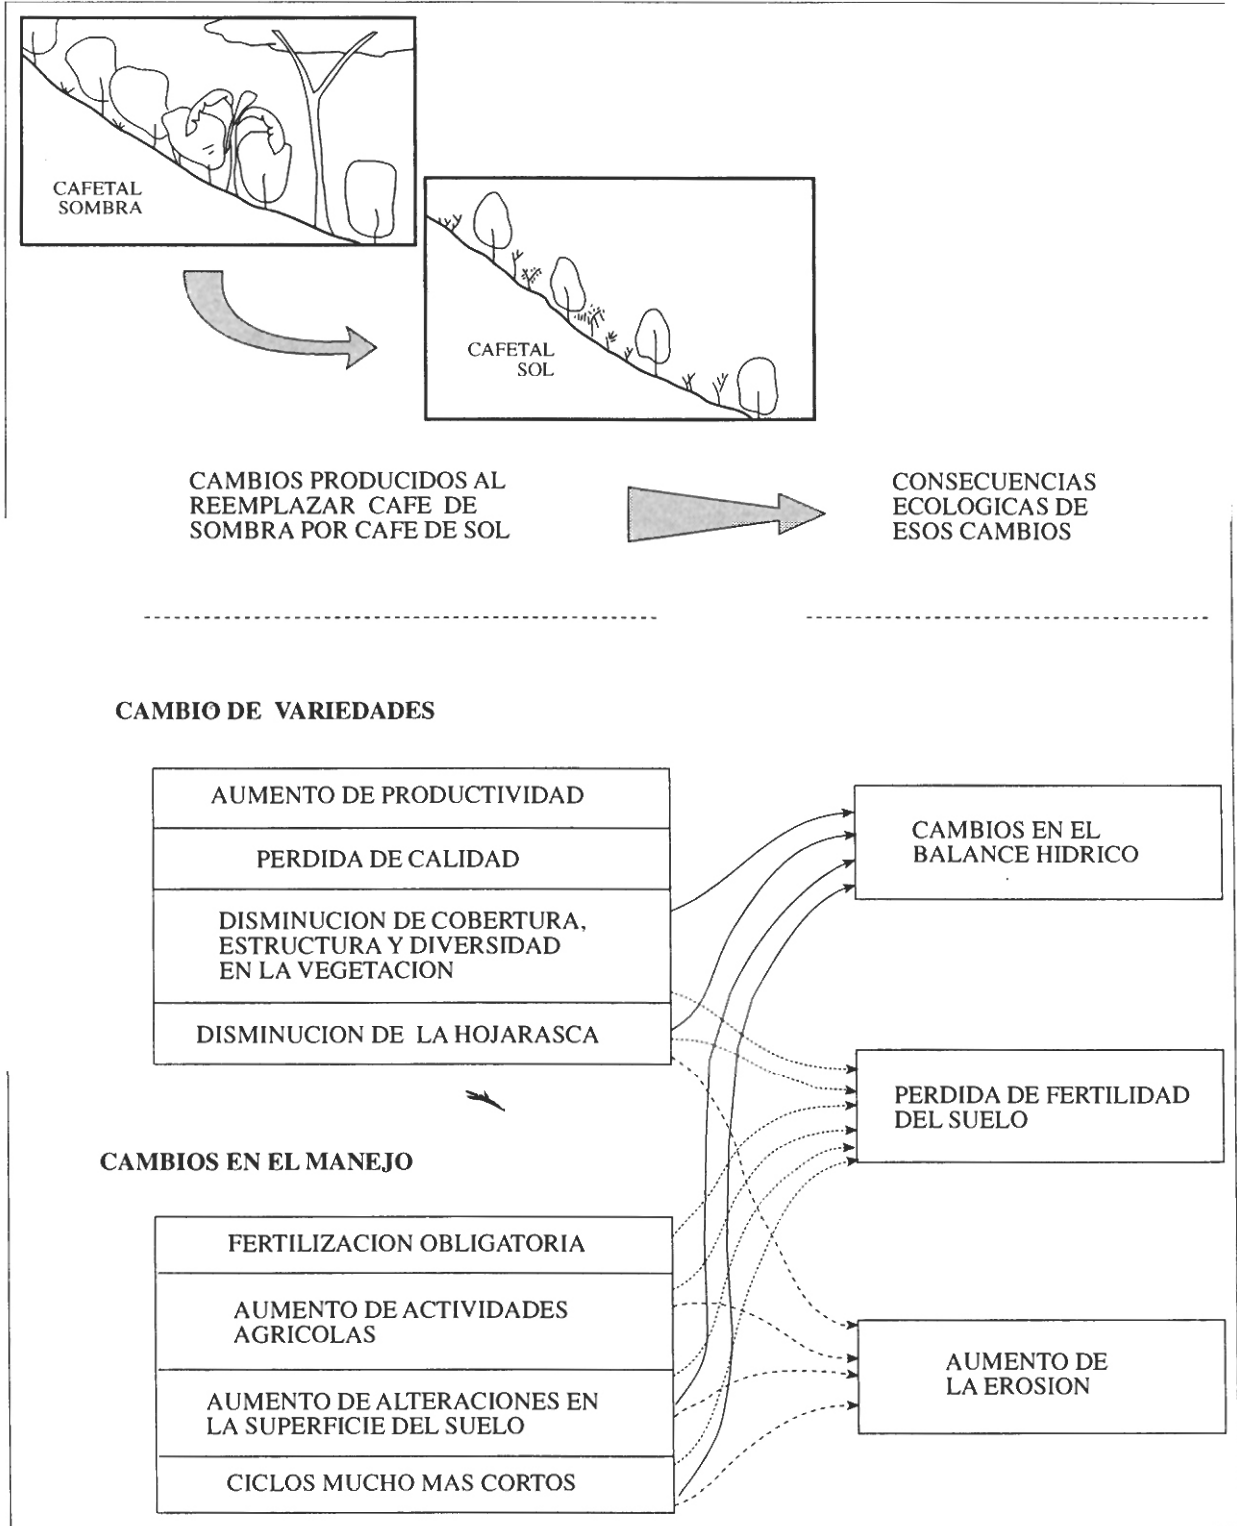 CAFETAL
SOMBRA
CAFETAL
SOL
CAMBIOS PRODUCIDOS AL
REEMPLAZAR CAFE DE
SOMBRA POR CAFE DE SOL
CONSECUENCIAS
ECOLOGICAS DE
ESOS CAMBIOS
CAMBIO DE VARIEDADES
AUMENTO DE PRODUCTIVIDAD
PERDIDA DE CALIDAD
DISMINUCION DE COBERTURA,
ESTRUCTURA Y DIVERSIDAD
EN LA VEGETACION
DISMINUCION DE LA HOJARASCA
CAMBIOS EN EL MANEJO
FERTILIZACION OBLIGATORIA
AUMENTO DE ACTIVIDADES
AGRICOLAS
AUMENTO DE ALTERACIONES EN
LA SUPERFICIE DEL SUELO
CICLOS MUCHO MAS CORTOS
CAMBIOS EN EL
BALANCE HIDRICO
PERDIDA DE FERTILIDAD
DEL SUELO
AUMENTO DE
LA EROSION